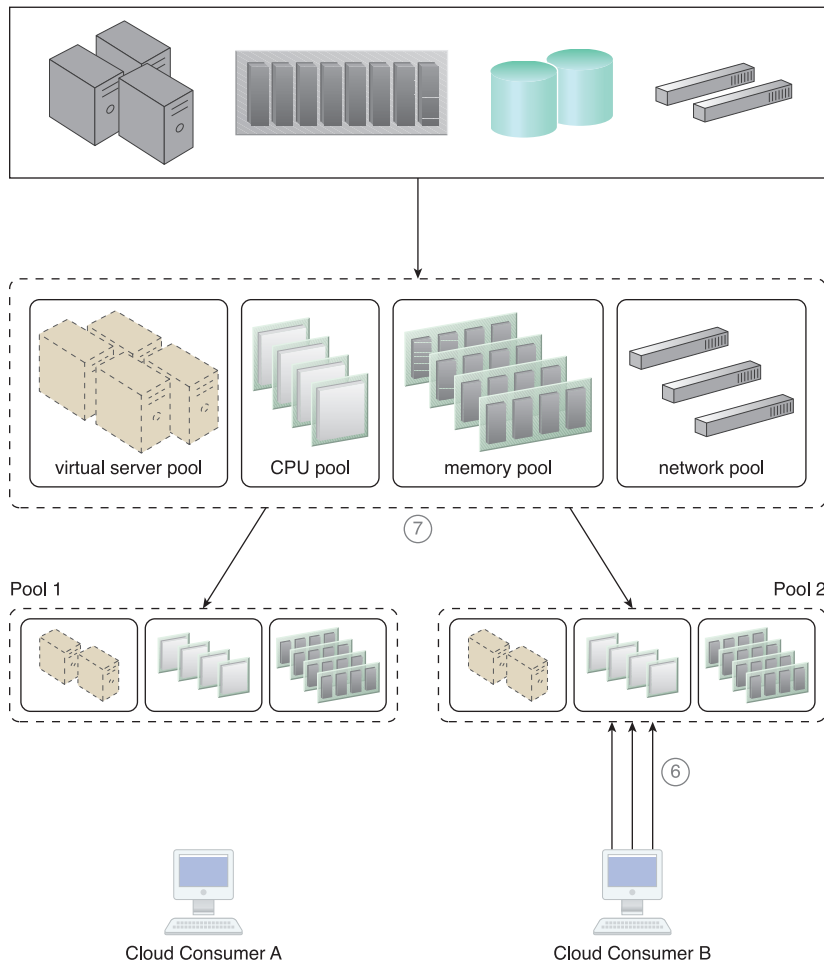 virtual server pool
CPU pool
memory pool
network pool
7
Pool 1
Pool 2
6
Cloud Consumer A
Cloud Consumer B